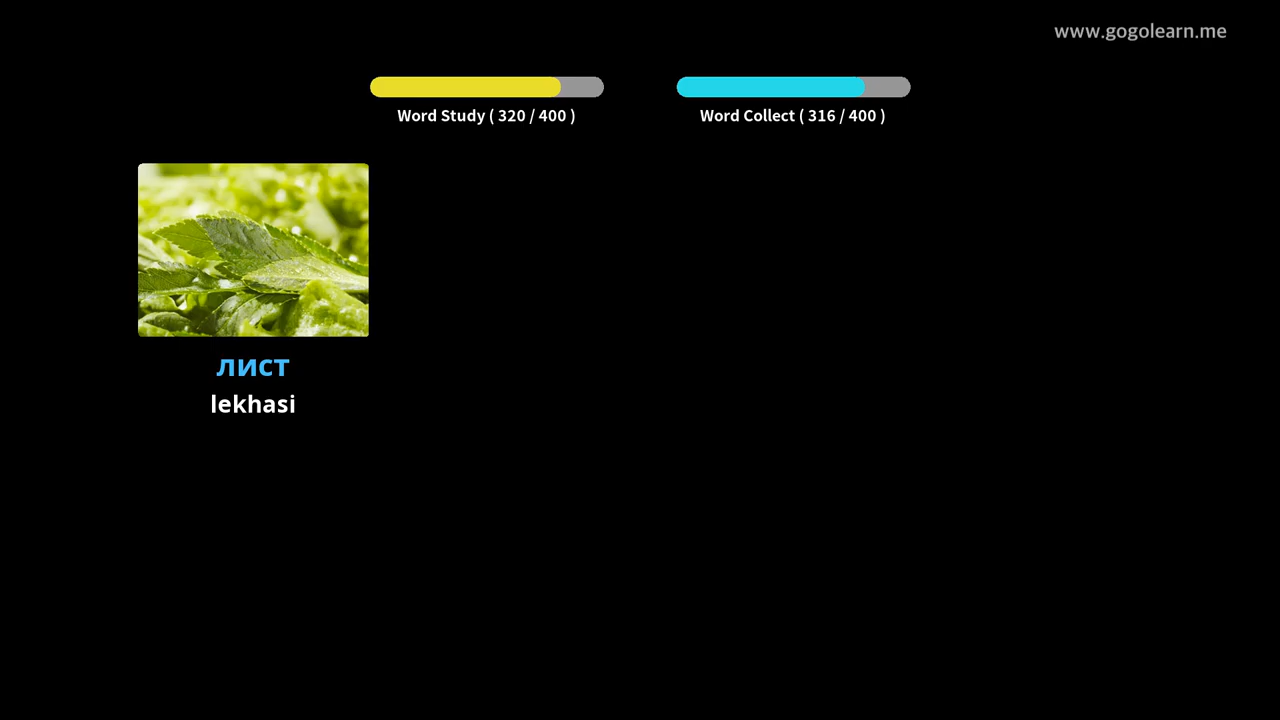 www.gogolearn.me
Word Study ( 320 / 400 )
Word Collect ( 316 / 400 )
лист
lekhasi